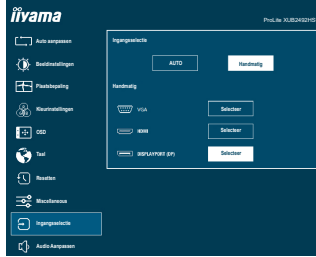 iiyama
ProLite XUB2492HS
Auto aanpassen
Beeldinstellingen
Plaatsbepaling
Kleurinstellingen
OSD
Taal
Resetten
Miscellaneous
Ingangsselectie
Audio Aanpassen
Ingangsselectie
AUTO
Handmatig
Handmatig
VGA
Selecteer
HDMI
Selecteer
DISPLAYPORT (DP)
Selecteer